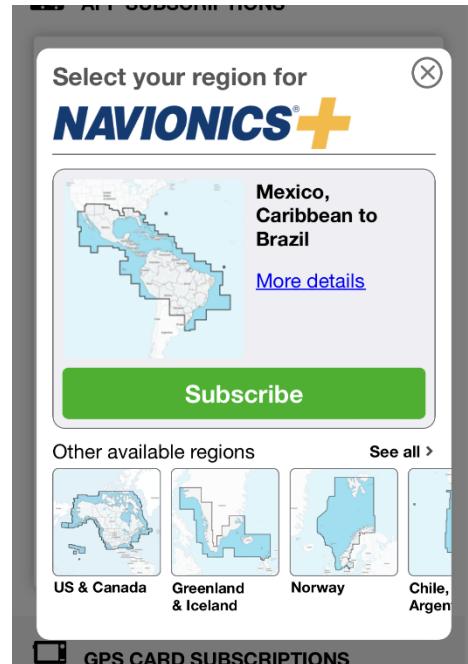 APP SUBSCRIPTIONS
Select your region for
NAVIONICS®+
Mexico,
Caribbean to
Brazil
More details
Subscribe
Other available regions
See all >
US & Canada
Greenland
& Iceland
Norway
Chile,
Argen
GPS CARD SUBSCRIPTIONS